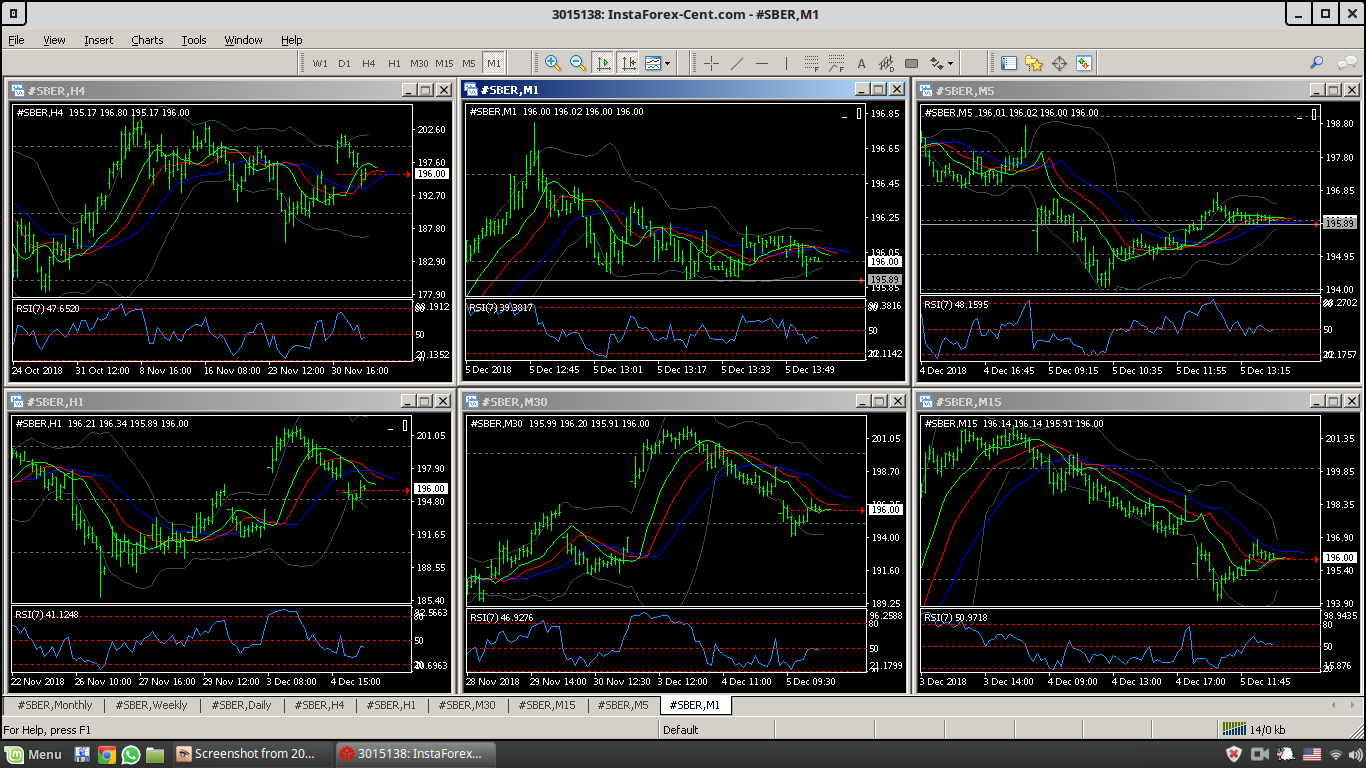 3015138: InstaForex-Cent.com - #SBER,M1
File View Insert Charts Tools Window Help
W1 D1 H4 H1 M30 M15 M5 M1
#SBER,H4
#SBER,H4 195.17 196.80 195.17 196.00
202.60
197.60
196.00
192.70
187.80
182.90
177.90
RSI(7) 47.6520
50
24 Oct 2018 31 Oct 12:00 8 Nov 16:00 16 Nov 08:00 23 Nov 12:00 30 Nov 16:00
#SBER,M1
#SBER,M1 196.00 196.02 196.00 196.00
196.85
196.65
196.45
196.25
196.05
196.00
195.89
195.85
RSI(7) 39.3817
50
5 Dec 2018 5 Dec 12:45 5 Dec 13:01 5 Dec 13:17 5 Dec 13:33 5 Dec 13:49
#SBER,M5
#SBER,M5 196.01 196.02 196.00 196.00
198.80
197.80
196.85
195.89
194.95
194.00
RSI(7) 48.1595
50
4 Dec 2018 4 Dec 16:45 5 Dec 09:15 5 Dec 10:35 5 Dec 11:55 5 Dec 13:15
#SBER,H1
#SBER,H1 196.21 196.34 195.89 196.00
201.05
197.90
196.00
194.80
191.65
188.55
185.40
RSI(7) 41.1248
80
50
22 Nov 2018 26 Nov 10:00 27 Nov 16:00 29 Nov 12:00 3 Dec 08:00 4 Dec 15:00
#SBER,M30
#SBER,M30 195.99 196.20 195.91 196.00
201.05
198.70
196.00
194.00
191.60
189.25
RSI(7) 46.9276
96.2588
80
50
28 Nov 2018 29 Nov 14:00 30 Nov 12:30 3 Dec 12:00 4 Dec 11:00 5 Dec 09:30
#SBER,M15
#SBER,M15 196.14 196.14 195.91 196.00
201.35
199.85
198.35
196.90
196.00
195.40
193.90
RSI(7) 50.9718
98.9435
80
50
3 Dec 2018 3 Dec 14:00 4 Dec 09:00 4 Dec 13:00 4 Dec 17:00 5 Dec 11:45
#SBER,Monthly #SBER,Weekly #SBER,Daily #SBER,H4 #SBER,H1 #SBER,M30 #SBER,M15 #SBER,M5 #SBER,M1
For Help, press F1 Default 14/0 kb
Menu Screenshot from 20... 3015138: InstaForex...